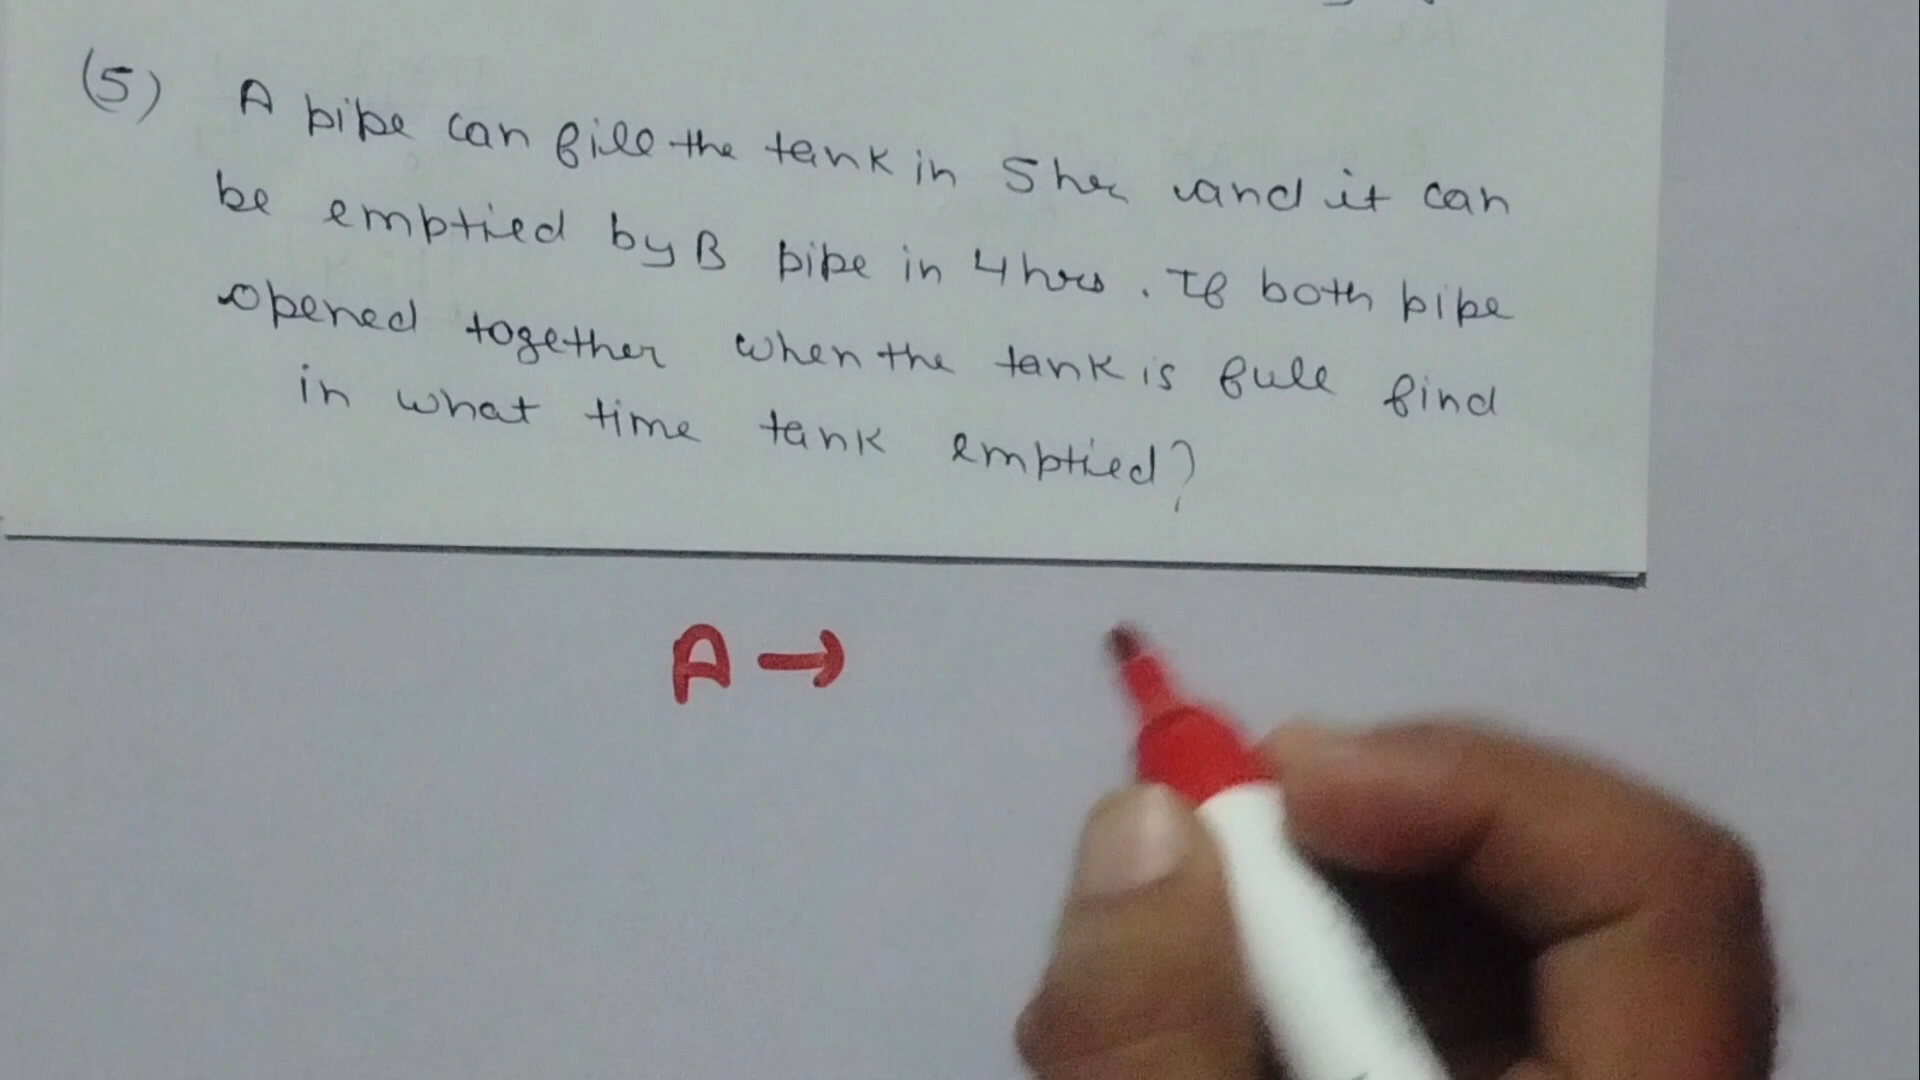 (5) A pipe can fill the tank in 5 hr and it can
be emptied by B pipe in 4 hrs. If both pipe
opened together when the tank is full find
in what time tank emptied?
A →